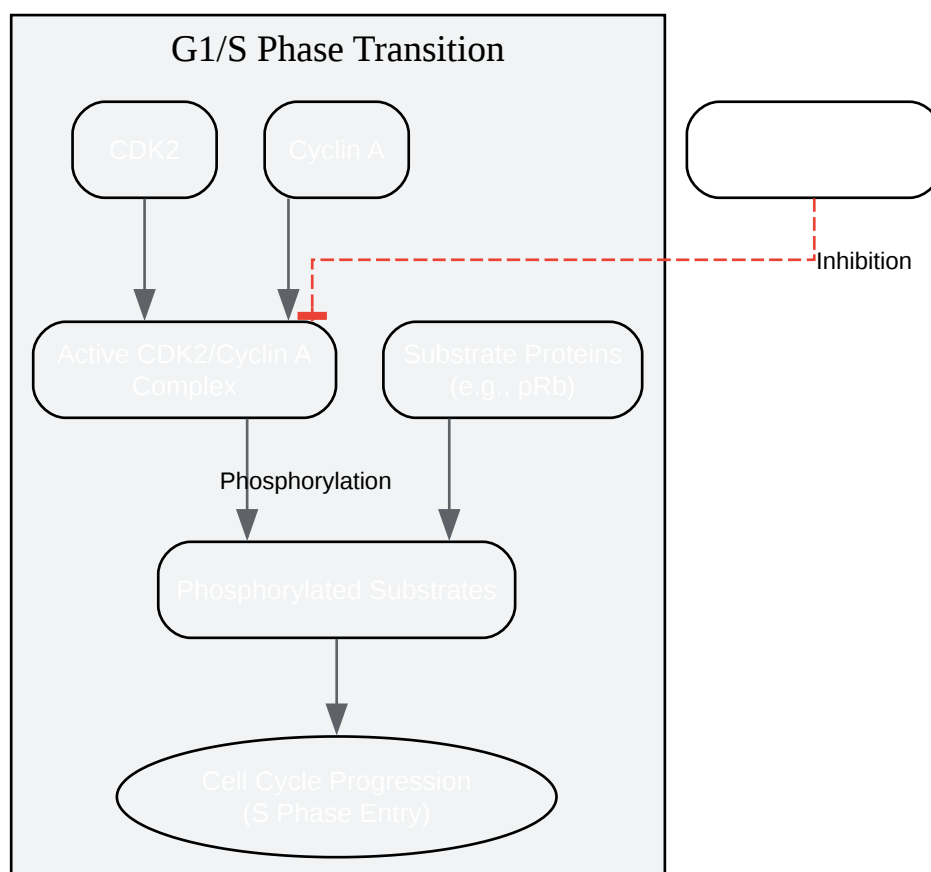 G1/S Phase Transition
CDK2
Cyclin A
Inhibition
Active CDK2/Cyclin A
Complex
Substrate Proteins
(e.g., pRb)
Phosphorylation
Phosphorylated Substrates
Cell Cycle Progression
(S Phase Entry)